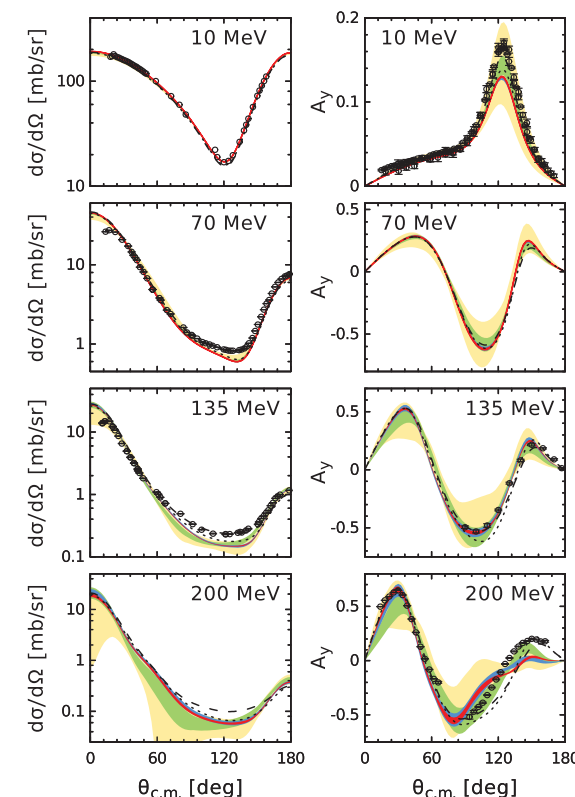 10 MeV
100
10
dσ/dΩ [mb/sr]
10 MeV
0.2
0.1
0
A_y
70 MeV
10
1
dσ/dΩ [mb/sr]
70 MeV
0.5
0
-0.5
A_y
135 MeV
10
1
0.1
dσ/dΩ [mb/sr]
135 MeV
0.5
0
-0.5
A_y
200 MeV
10
1
0.1
dσ/dΩ [mb/sr]
0 60 120 180
θc.m. [deg]
200 MeV
0.5
0
-0.5
A_y
0 60 120 180
θc.m. [deg]